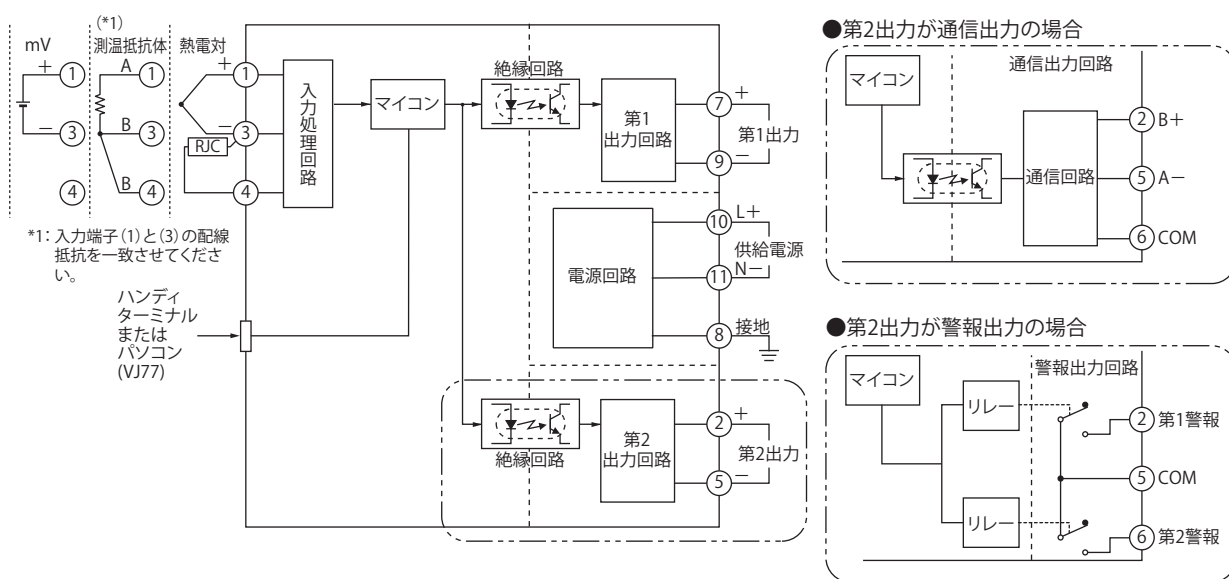 (*1)
mV
測温抵抗体
熱電対
+
①
−
③
④
A
①
B
③
B
④
+
①
−
③
RJC
④
入力処理回路
マイコン
絶縁回路
第1
出力回路
⑦
+
第1出力
⑨
−
電源回路
⑩
L+
供給電源
⑪
N−
⑧
接地
*1: 入力端子(1)と(3)の配線
抵抗を一致させてくださ
い。
ハンディ
ターミナル
または
パソコン
(VJ77)
絶縁回路
第2
出力回路
②
+
第2出力
⑤
−
●第2出力が通信出力の場合
マイコン
通信出力回路
通信回路
②
B+
⑤
A−
⑥
COM
●第2出力が警報出力の場合
マイコン
警報出力回路
リレー
リレー
②
第1警報
⑤
COM
⑥
第2警報